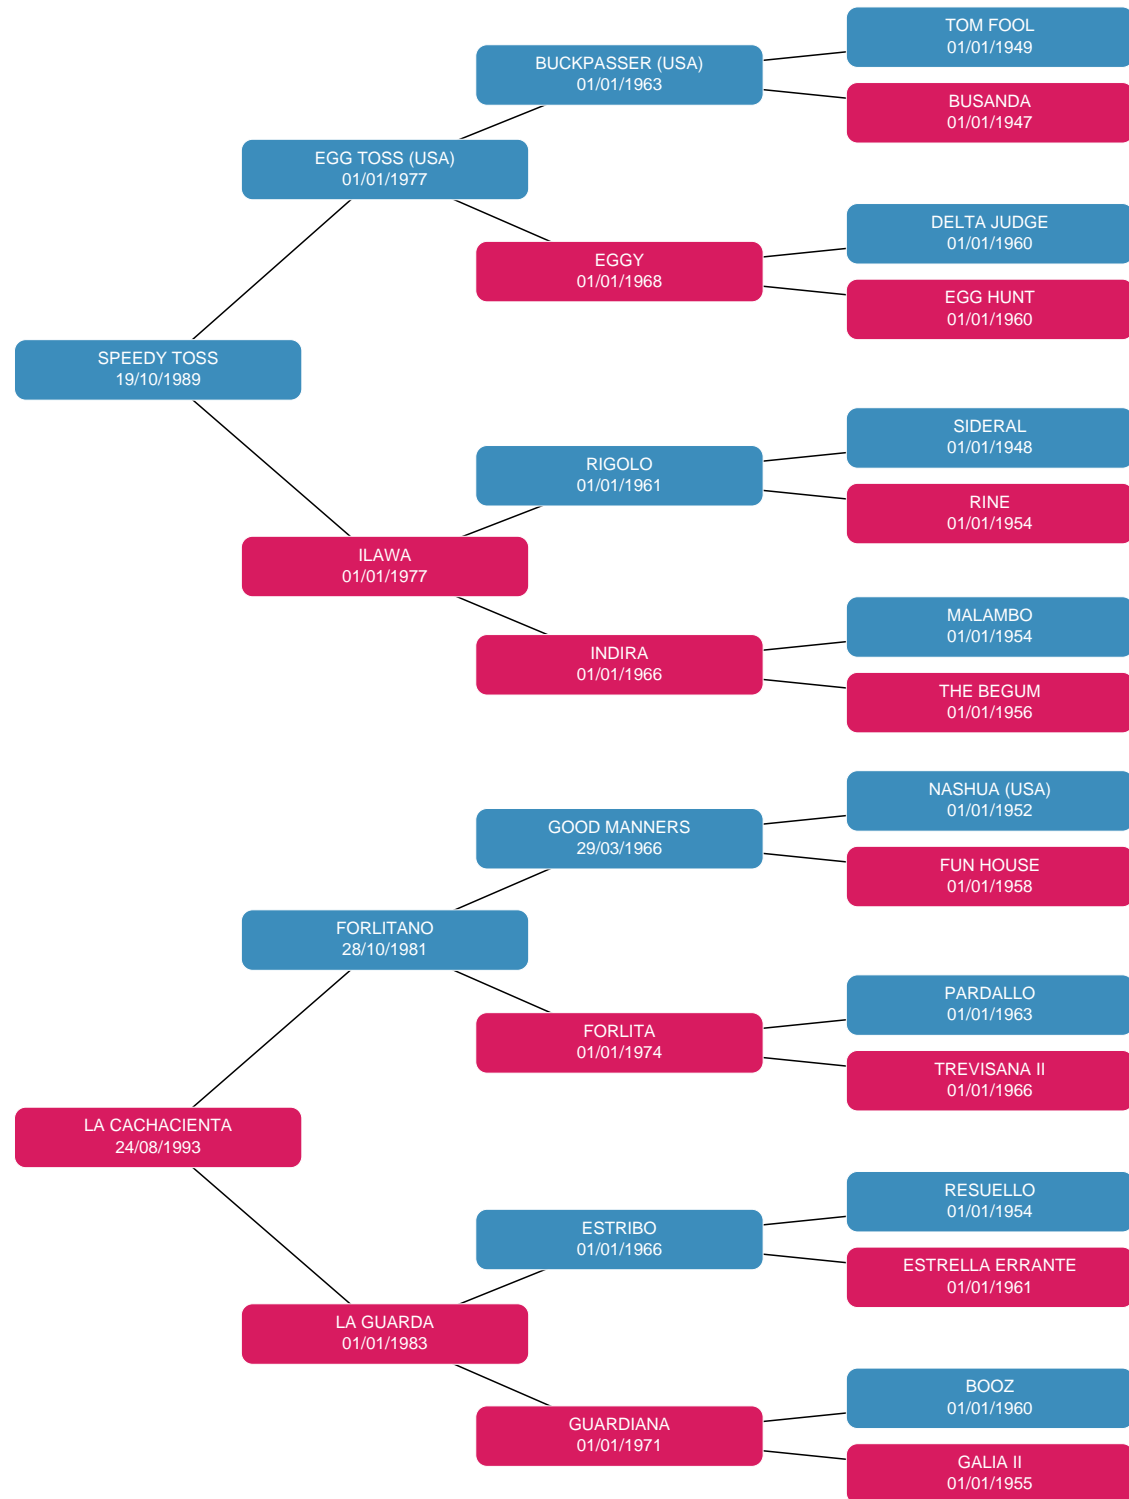 TOM FOOL
01/01/1949
BUCKPASSER (USA)
01/01/1963
BUSANDA
01/01/1947
EGG TOSS (USA)
01/01/1977
DELTA JUDGE
01/01/1960
EGGY
01/01/1968
EGG HUNT
01/01/1960
SPEEDY TOSS
19/10/1989
SIDERAL
01/01/1948
RIGOLO
01/01/1961
RINE
01/01/1954
ILAWA
01/01/1977
MALAMBO
01/01/1954
INDIRA
01/01/1966
THE BEGUM
01/01/1956
NASHUA (USA)
01/01/1952
GOOD MANNERS
29/03/1966
FUN HOUSE
01/01/1958
FORLITANO
28/10/1981
PARDALLO
01/01/1963
FORLITA
01/01/1974
TREVISANA II
01/01/1966
LA CACHACIENTA
24/08/1993
RESUELLO
01/01/1954
ESTRIBO
01/01/1966
ESTRELLA ERRANTE
01/01/1961
LA GUARDA
01/01/1983
BOOZ
01/01/1960
GUARDIANA
01/01/1971
GALIA II
01/01/1955